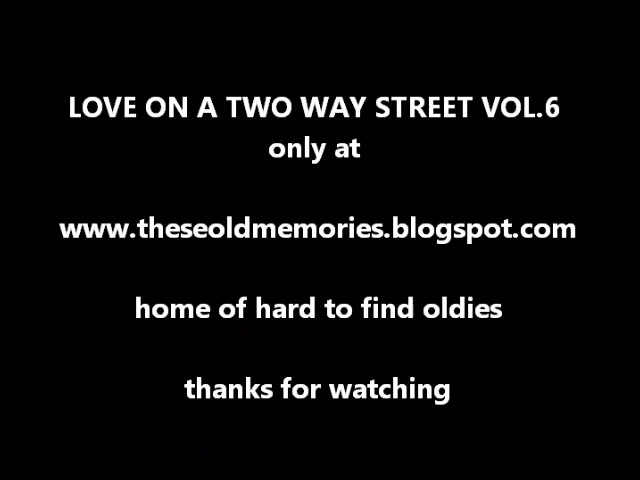 LOVE ON A TWO WAY STREET VOL.6
only at
www.theseoldmemories.blogspot.com
home of hard to find oldies
thanks for watching